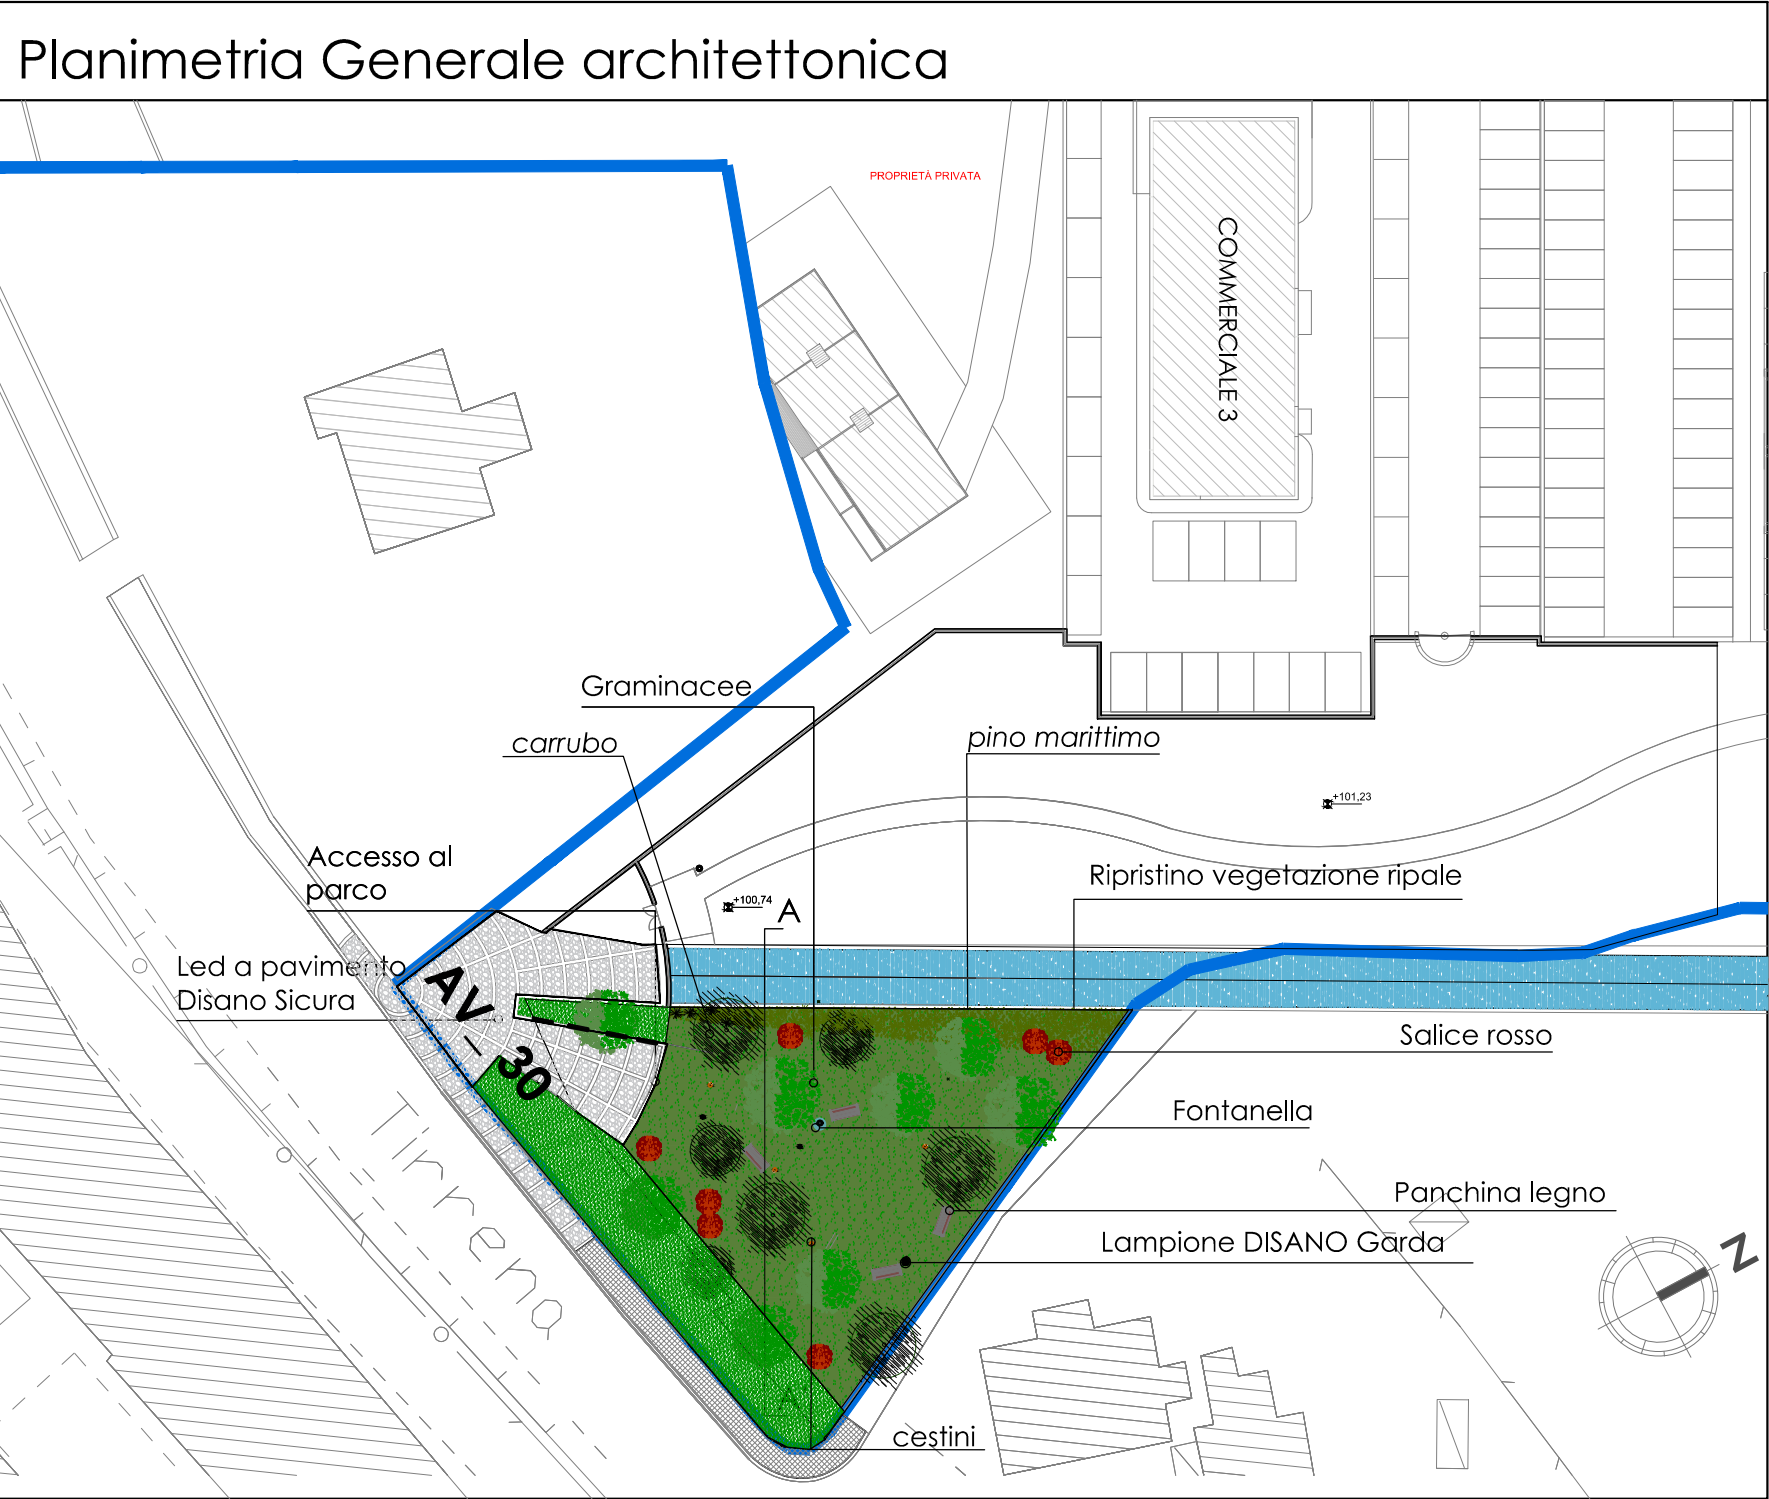 Planimetria Generale architettonica
PROPRIETÀ PRIVATA
COMMERCIALE 3
Graminacee
carrubo
pino marittimo
+101,23
Accesso al
parco
Ripristino vegetazione ripale
+100,74
A
Led a pavimento
Disano Sicura
AV - 30
Salice rosso
Tirreno
Fontanella
Panchina legno
Lampione DISANO Garda
N
A
cestini